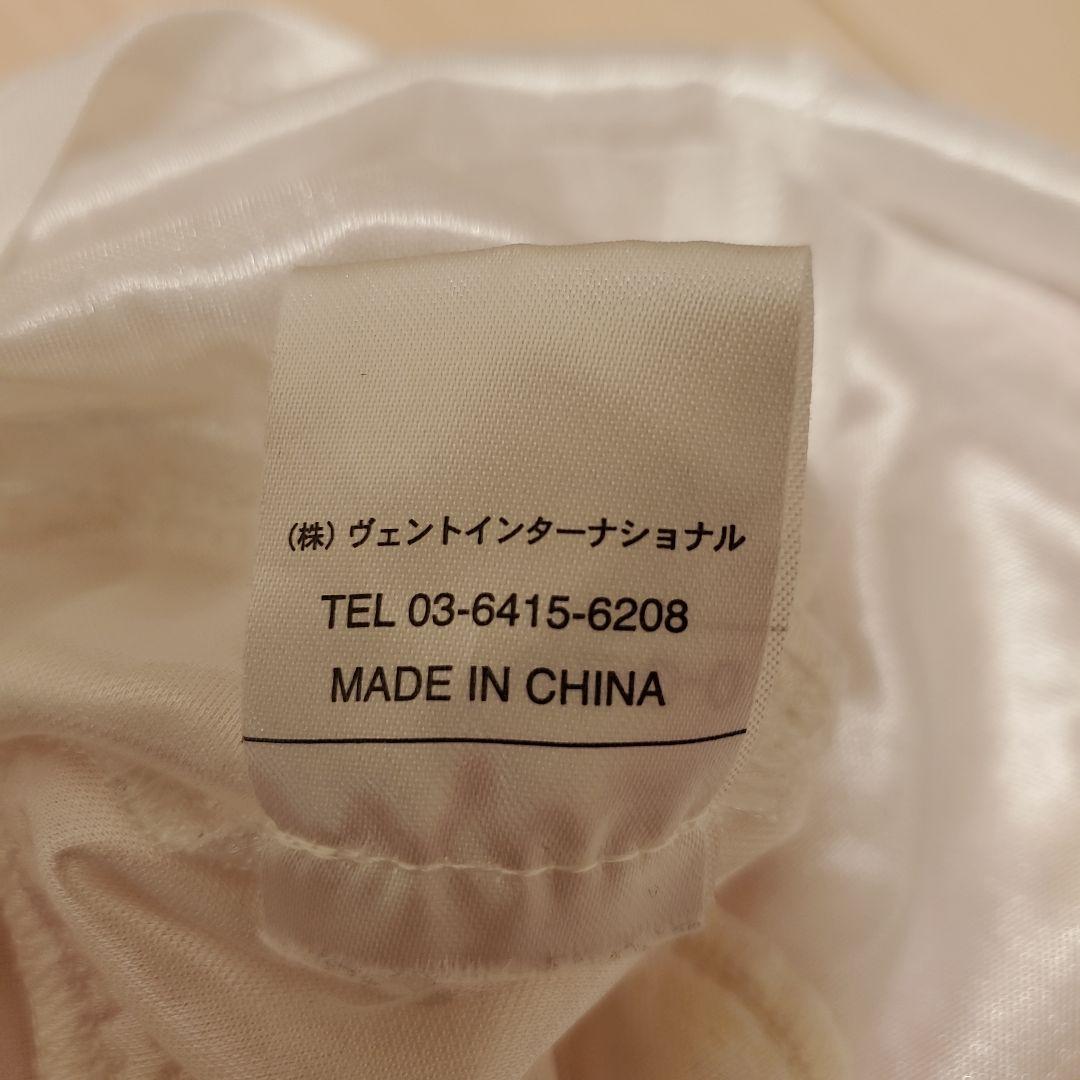 (株) ヴェントインターナショナル
TEL 03-6415-6208
MADE IN CHINA